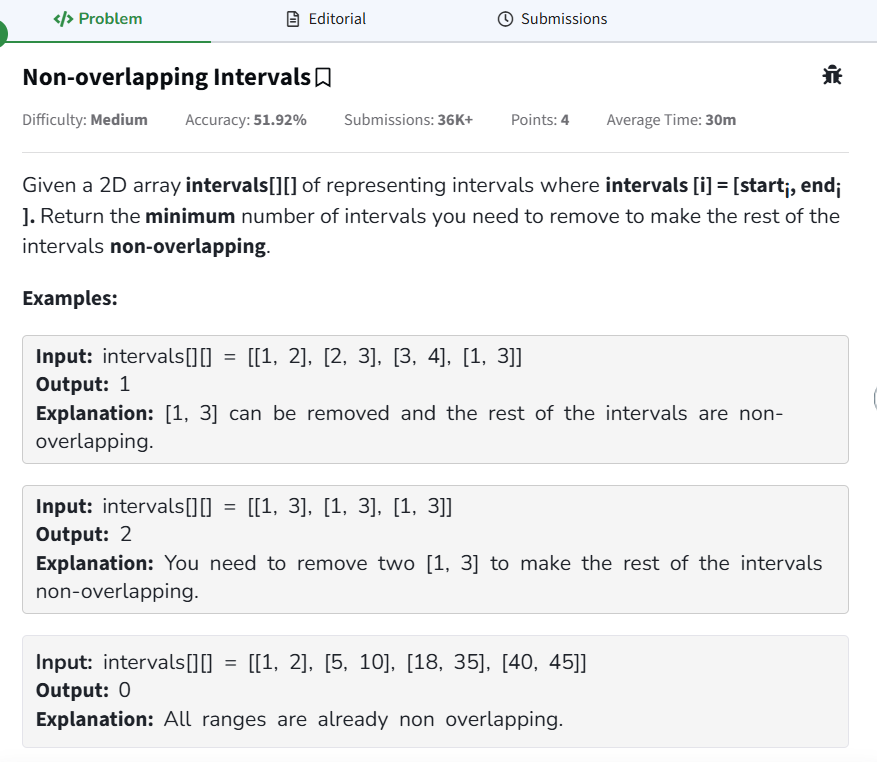 </> Problem Editorial Submissions
Non-overlapping Intervals
Difficulty: Medium Accuracy: 51.92% Submissions: 36K+ Points: 4 Average Time: 30m
Given a 2D array intervals[][] of representing intervals where intervals [i] = [startᵢ, endᵢ
]. Return the minimum number of intervals you need to remove to make the rest of the
intervals non-overlapping.
Examples:
Input: intervals[][] = [[1, 2], [2, 3], [3, 4], [1, 3]]
Output: 1
Explanation: [1, 3] can be removed and the rest of the intervals are non-
overlapping.
Input: intervals[][] = [[1, 3], [1, 3], [1, 3]]
Output: 2
Explanation: You need to remove two [1, 3] to make the rest of the intervals
non-overlapping.
Input: intervals[][] = [[1, 2], [5, 10], [18, 35], [40, 45]]
Output: 0
Explanation: All ranges are already non overlapping.